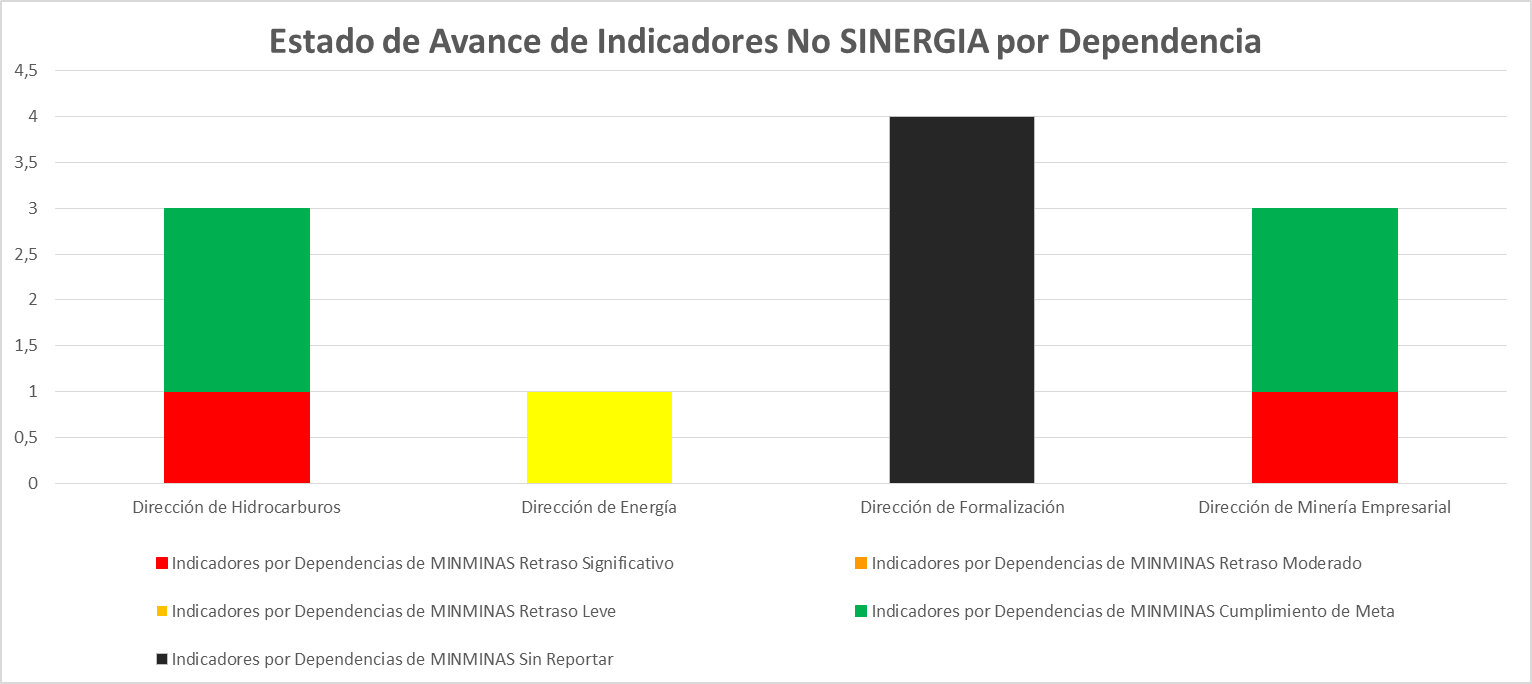 Estado de Avance de Indicadores No SINERGIA por Dependencia
4,5
4
3,5
3
2,5
2
1,5
1
0,5
0
Dirección de Hidrocarburos
Dirección de Energía
Dirección de Formalización
Dirección de Minería Empresarial
Indicadores por Dependencias de MINMINAS Retraso Significativo
Indicadores por Dependencias de MINMINAS Retraso Moderado
Indicadores por Dependencias de MINMINAS Retraso Leve
Indicadores por Dependencias de MINMINAS Cumplimiento de Meta
Indicadores por Dependencias de MINMINAS Sin Reportar